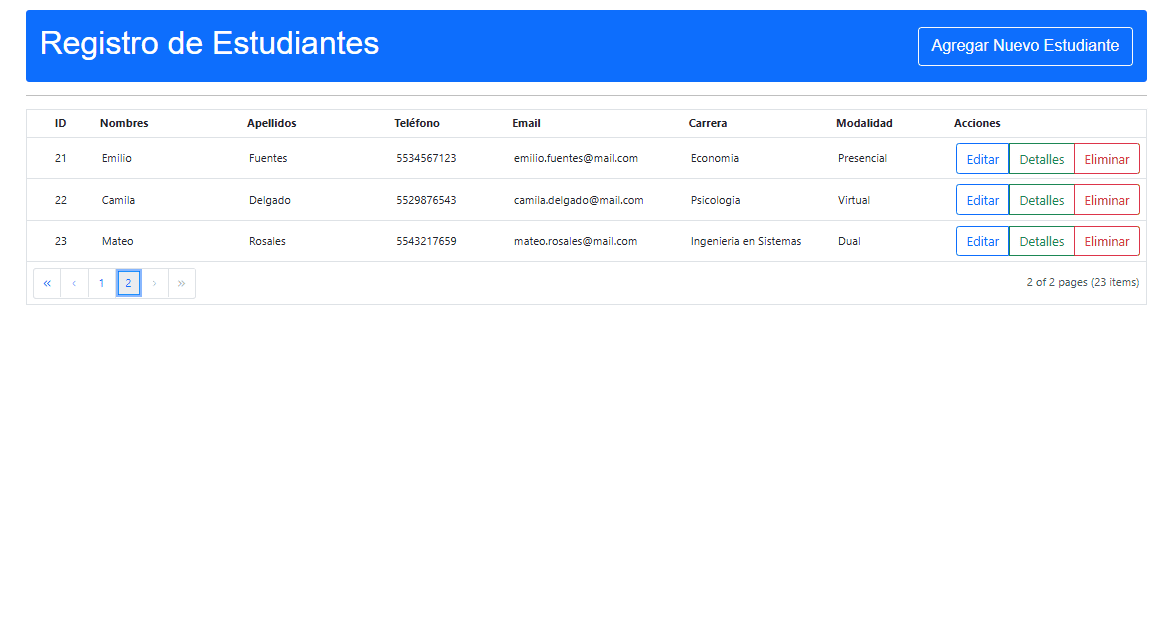 Registro de Estudiantes
Agregar Nuevo Estudiante
ID Nombres Apellidos Teléfono Email Carrera Modalidad Acciones
21 Emilio Fuentes 5534567123 emilio.fuentes@mail.com Economia Presencial Editar Detalles Eliminar
22 Camila Delgado 5529876543 camila.delgado@mail.com Psicologia Virtual Editar Detalles Eliminar
23 Mateo Rosales 5543217659 mateo.rosales@mail.com Ingenieria en Sistemas Dual Editar Detalles Eliminar
« ‹ 1 2 › » 2 of 2 pages (23 items)